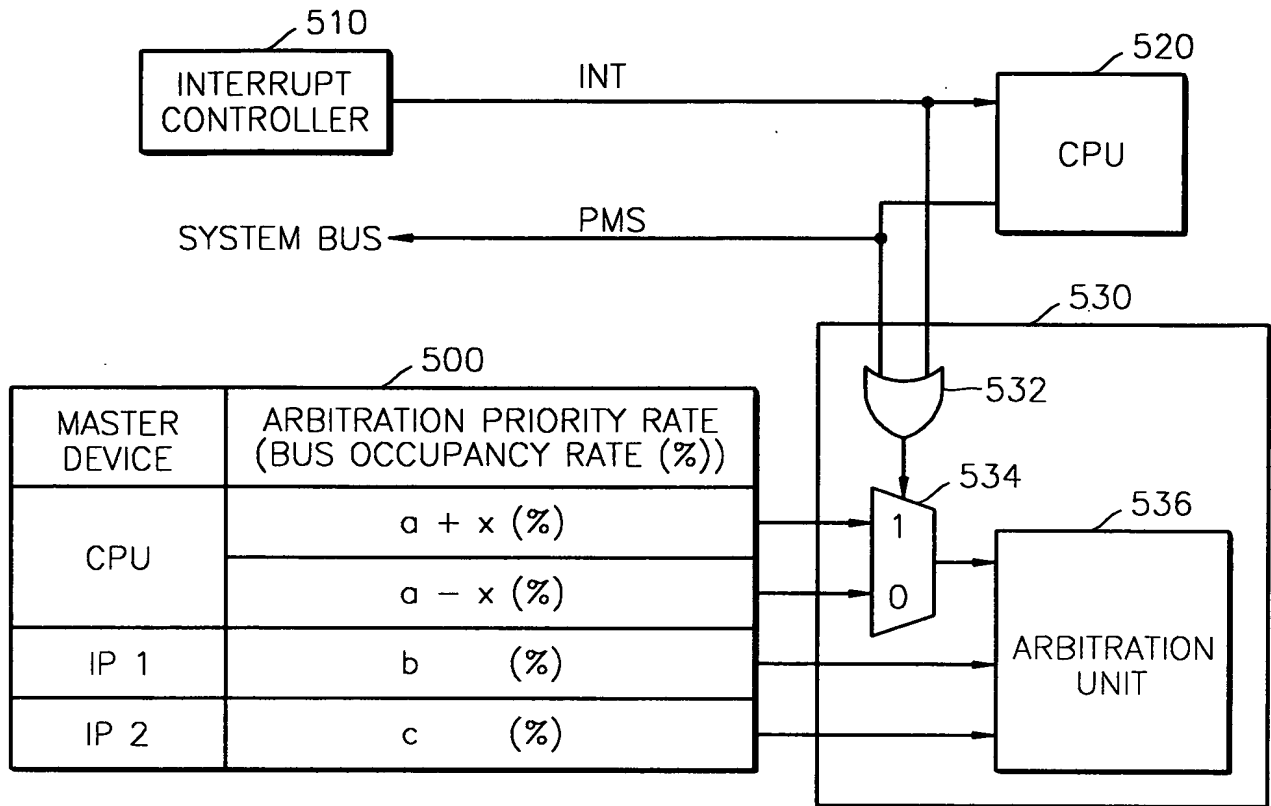 510
INTERRUPT
CONTROLLER
INT
520
CPU
SYSTEM BUS
PMS
530
532
500
MASTER
DEVICE
ARBITRATION PRIORITY RATE
(BUS OCCUPANCY RATE (%))
CPU
a + x (%)
a − x (%)
IP 1
b (%)
IP 2
c (%)
534
1
0
536
ARBITRATION
UNIT